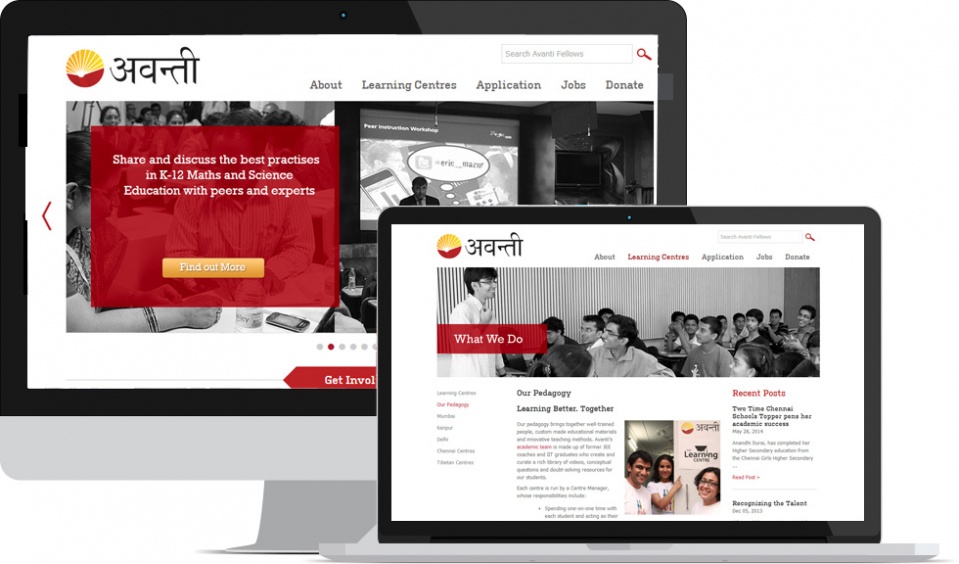 अवन्ती
Search Avanti Fellows
About Learning Centres Application Jobs Donate
Peer Instruction Workshop
Share and discuss the best practises
in K-12 Maths and Science
Education with peers and experts
Find out More
Get Invol
अवन्ती
Search Avanti Fellows
About Learning Centres Application Jobs Donate
What We Do
Learning Centres
Our Pedagogy
Mumbai
Kanpur
Delhi
Chennai Centres
Tibetan Centres
Our Pedagogy
Learning Better. Together
Our pedagogy brings together well-trained
people, custom made educational materials
and innovative teaching methods. Avanti's
academic team is made up of former JEE
coaches and IIT graduates who create and
curate a rich library of videos, conceptual
questions and doubt-solving resources for
our students.
Each centre is run by a Centre Manager,
whose responsibilities include:
• Spending one-on-one time with
each student and acting as their
अवन्ती
Learning
CENTRE
Recent Posts
Two Time Chennai
Schools Topper pens her
academic success
May 26, 2014
Anandhi Durai, has completed her
Higher Secondary education from
the Chennai Girls Higher Secondary
...
Read Post >
Recognizing the Talent
Dec 05, 2013